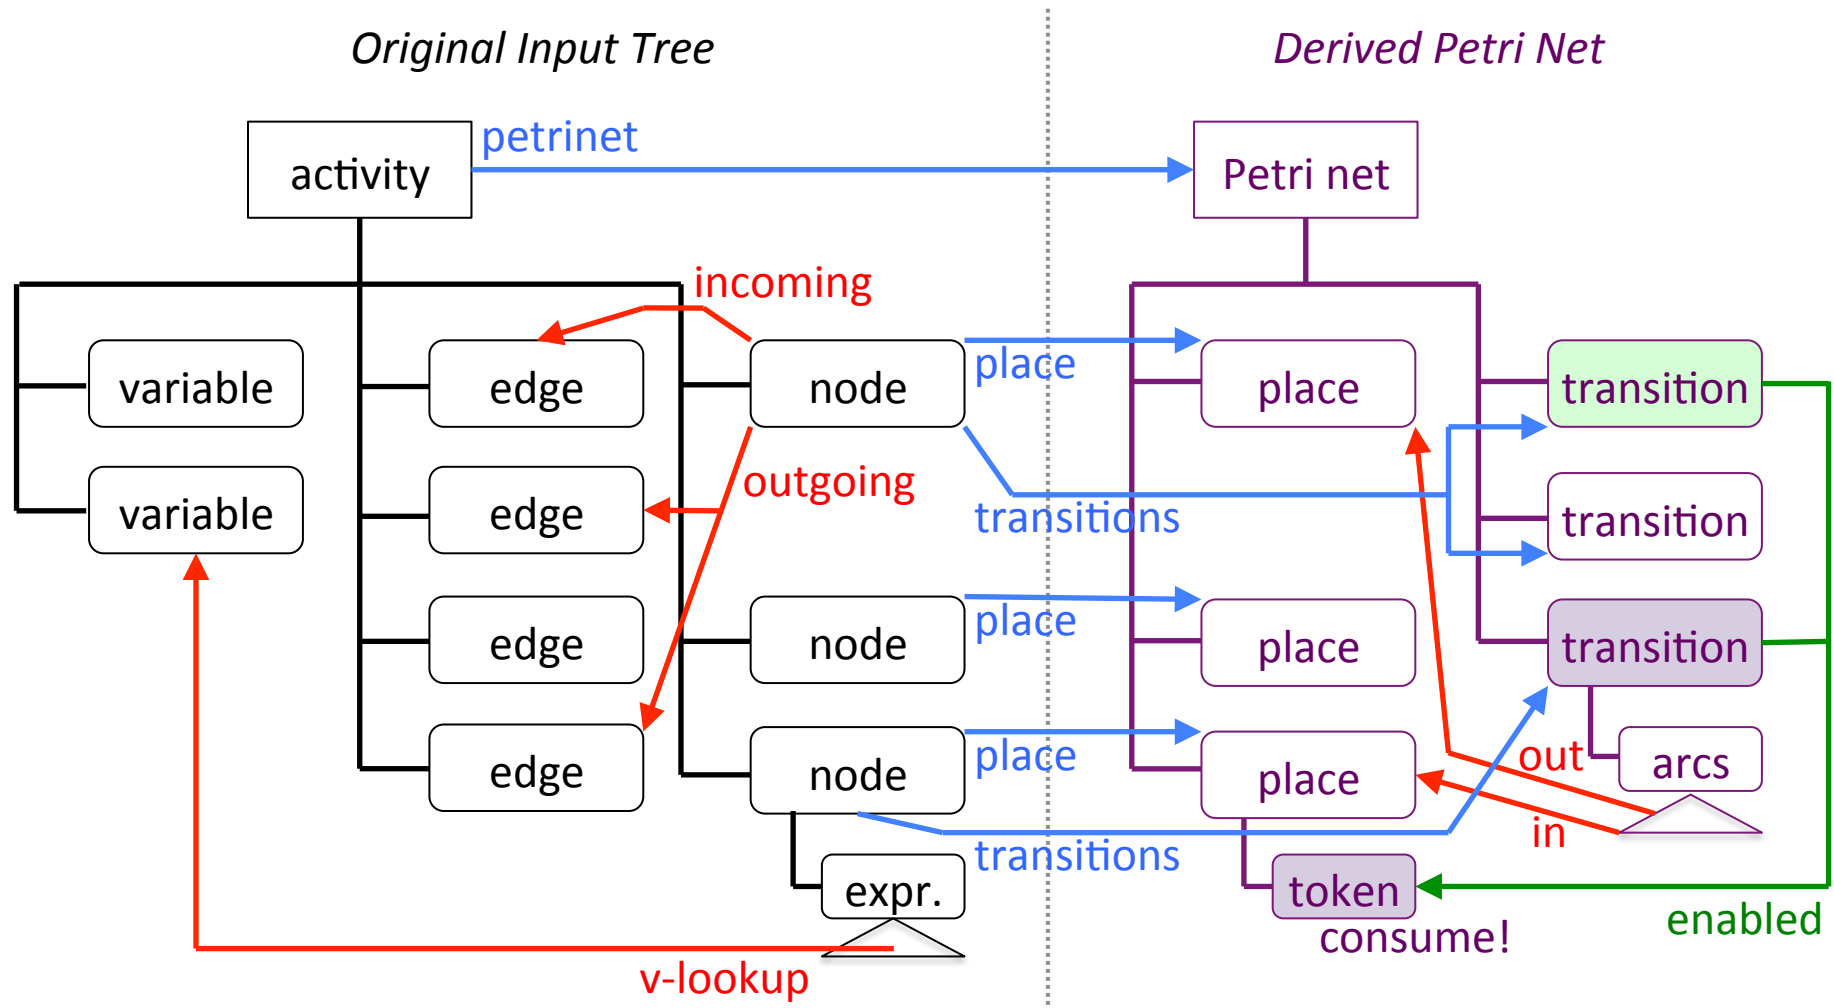 Original Input Tree
Derived Petri Net
activity
petrinet
Petri net
incoming
variable
edge
node
place
place
transition
variable
edge
outgoing
transitions
transition
edge
node
place
place
transition
edge
node
place
place
out
arcs
in
transitions
expr.
token
enabled
consume!
v-lookup